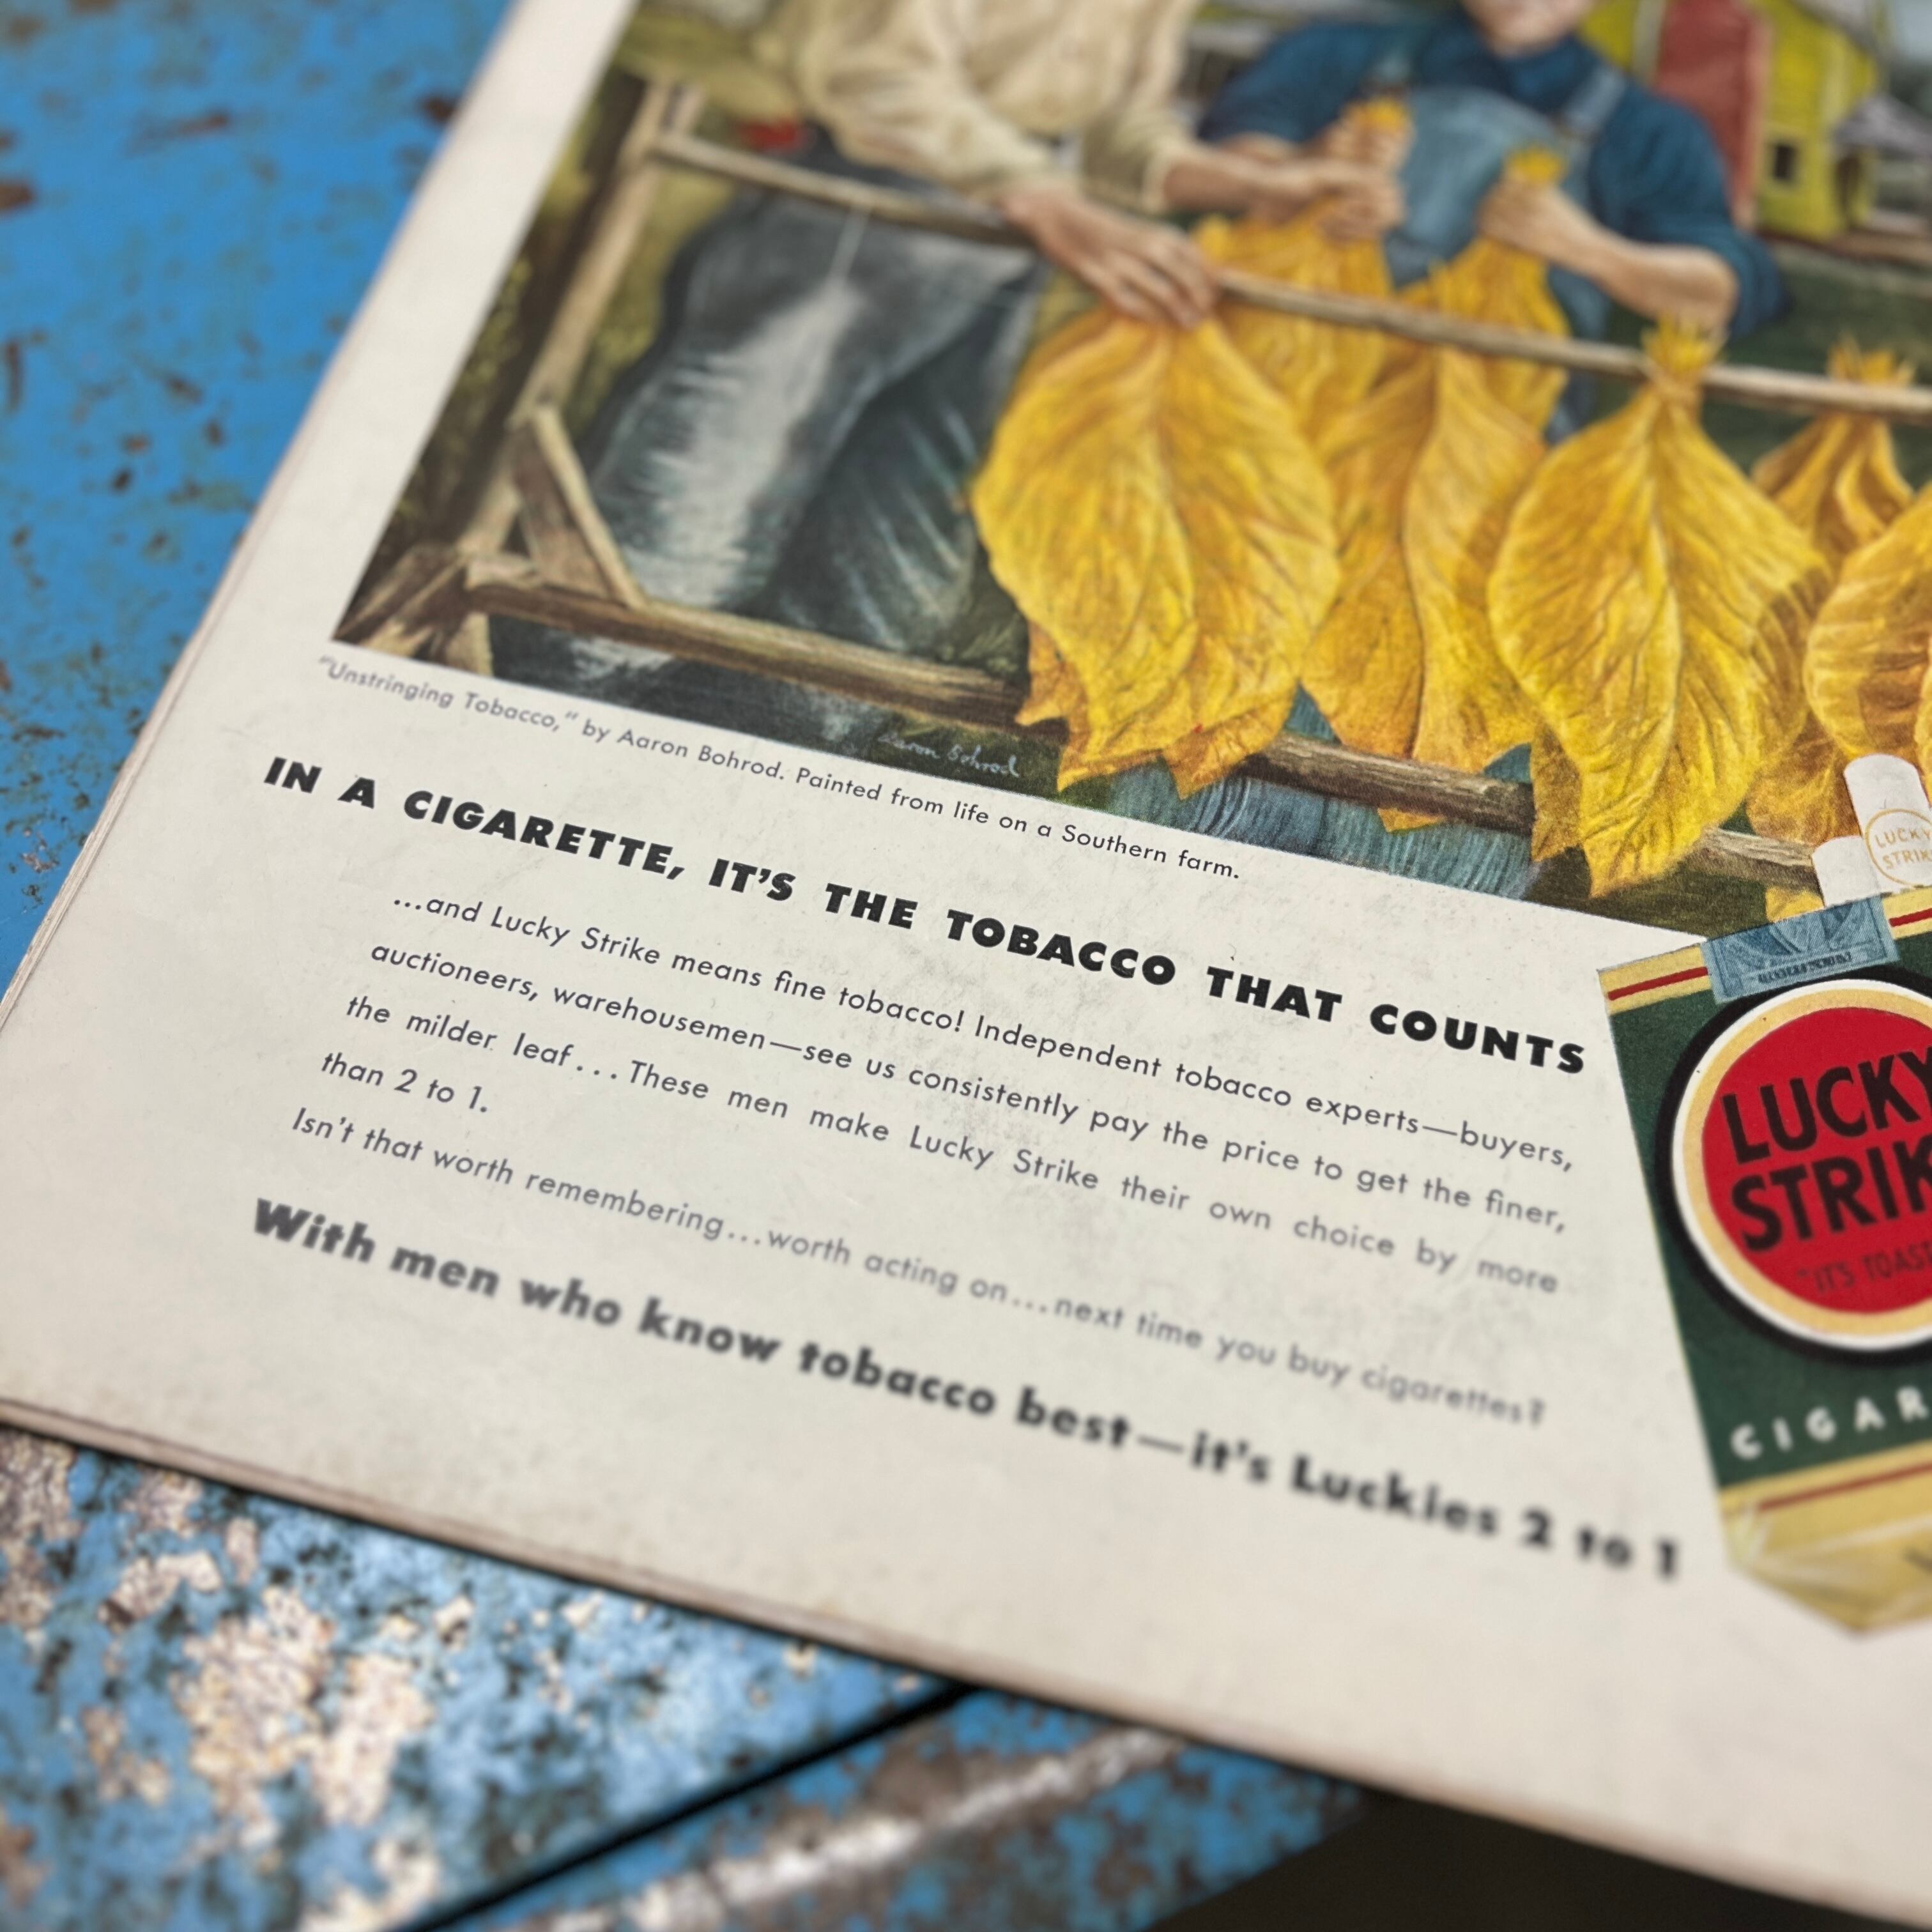 Aaron Bohrod
"Unstringing Tobacco," by Aaron Bohrod. Painted from life on a Southern farm.
IN A CIGARETTE, IT'S THE TOBACCO THAT COUNTS
...and Lucky Strike means fine tobacco! Independent tobacco experts—buyers,
auctioneers, warehousemen—see us consistently pay the price to get the finer,
the milder leaf... These men make Lucky Strike their own choice by more
than 2 to 1.
Isn't that worth remembering...worth acting on...next time you buy cigarettes?
With men who know tobacco best—it's Luckies 2 to 1
LUCKY
STRIK
LUCKY
STRIK
"IT'S TOAST
CIGAR